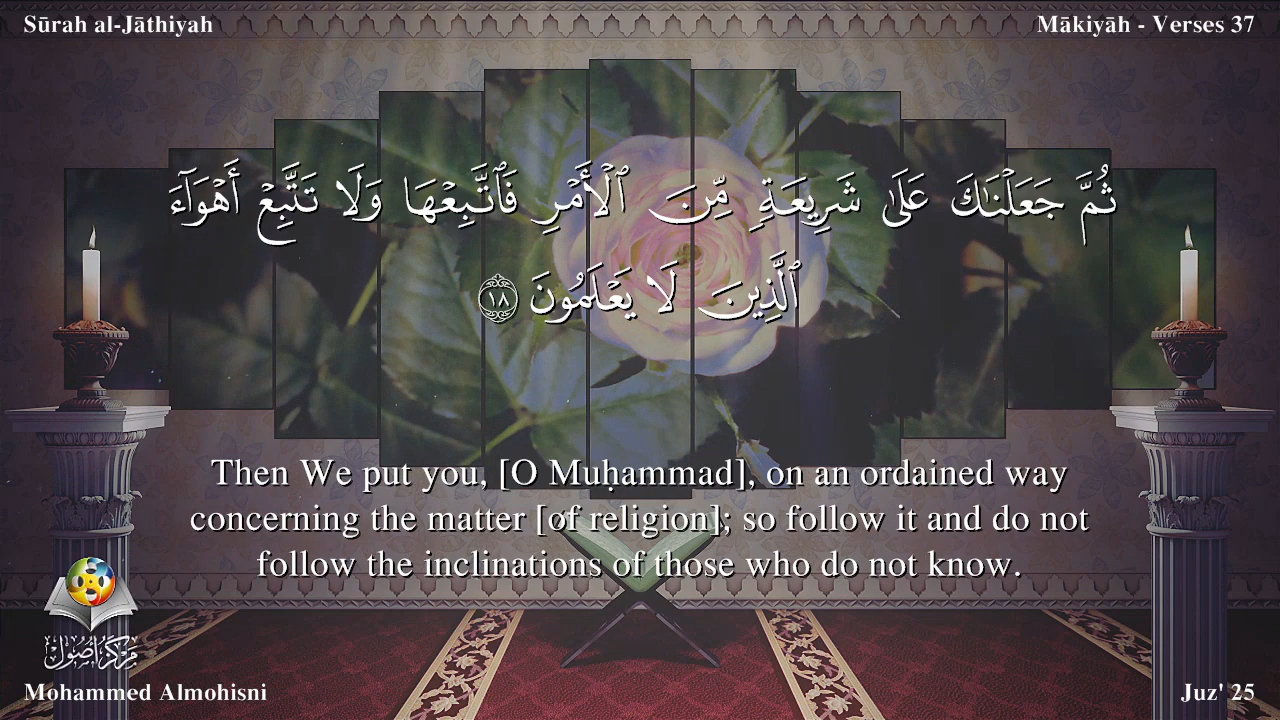 Sūrah al-Jāthiyah
Mākiyāh - Verses 37
ثُمَّ جَعَلْنَٰكَ عَلَىٰ شَرِيعَةٍ مِّنَ ٱلْأَمْرِ فَٱتَّبِعْهَا وَلَا تَتَّبِعْ أَهْوَآءَ
ٱلَّذِينَ لَا يَعْلَمُونَ ١٨
Then We put you, [O Muḥammad], on an ordained way
concerning the matter [of religion]; so follow it and do not
follow the inclinations of those who do not know.
مركز أصول
Mohammed Almohisni
Juz' 25